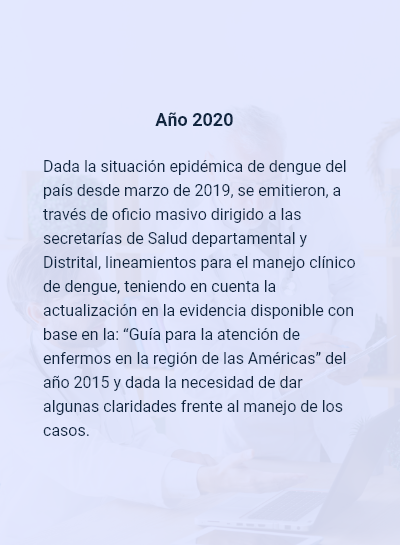 Año 2020
Dada la situación epidémica de dengue del
país desde marzo de 2019, se emitieron, a
través de oficio masivo dirigido a las
secretarías de Salud departamental y
Distrital, lineamientos para el manejo clínico
de dengue, teniendo en cuenta la
actualización en la evidencia disponible con
base en la: “Guía para la atención de
enfermos en la región de las Américas” del
año 2015 y dada la necesidad de dar
algunas claridades frente al manejo de los
casos.